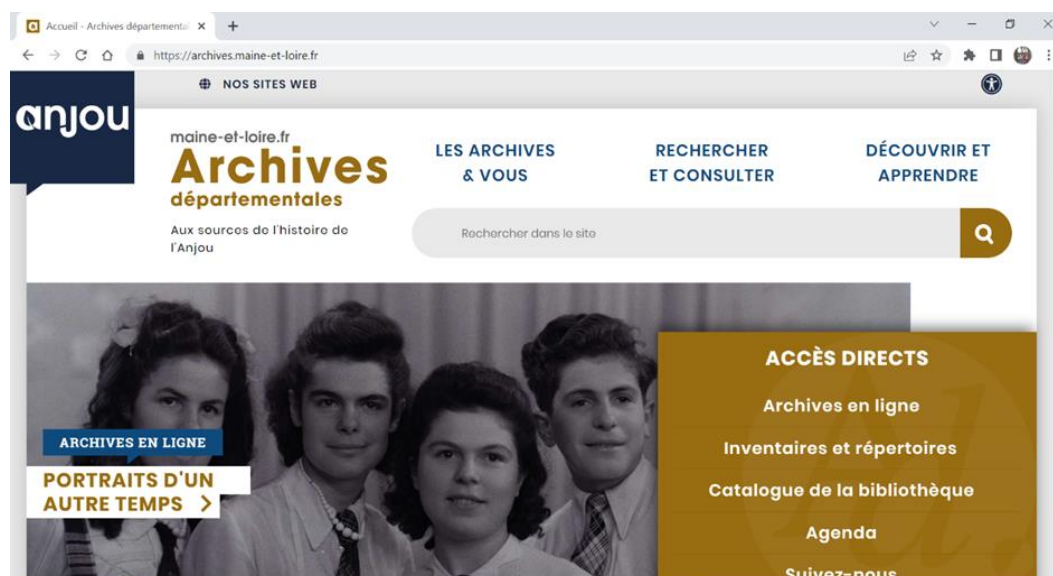 Accueil - Archives départemental
https://archives.maine-et-loire.fr
NOS SITES WEB
anjou
maine-et-loire.fr
Archives
départementales
Aux sources de l'histoire de
l'Anjou
LES ARCHIVES
& VOUS
RECHERCHER
ET CONSULTER
DÉCOUVRIR ET
APPRENDRE
Rechercher dans le site
ARCHIVES EN LIGNE
PORTRAITS D'UN
AUTRE TEMPS
ACCÈS DIRECTS
Archives en ligne
Inventaires et répertoires
Catalogue de la bibliothèque
Agenda
Suivez-nous